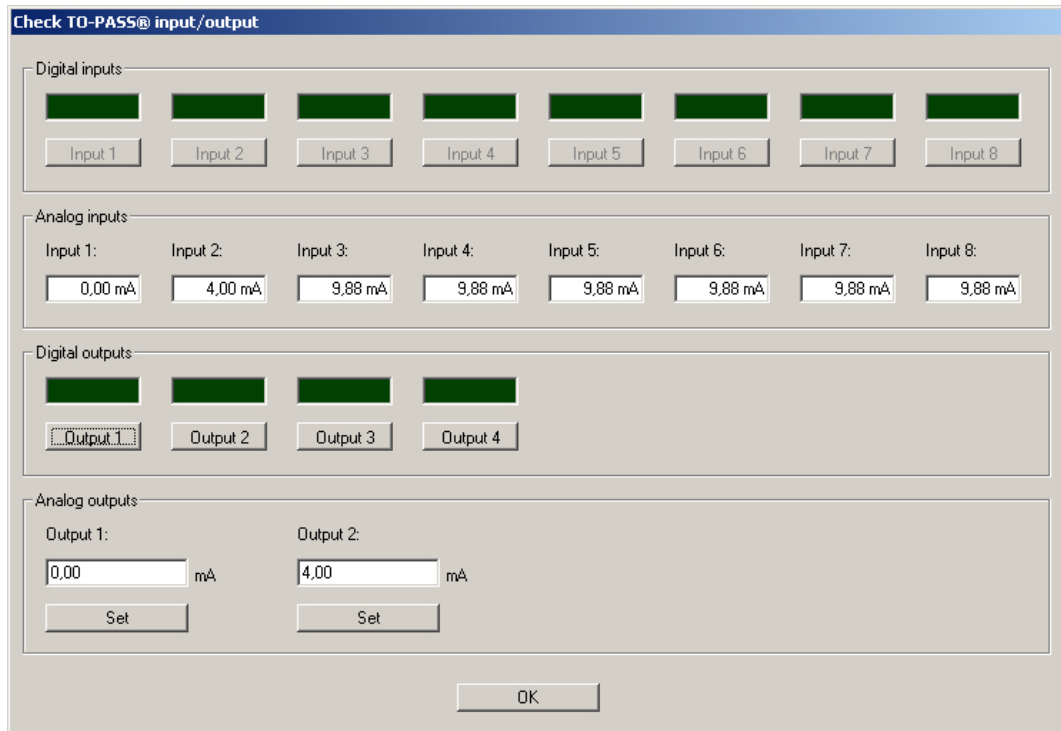 Check TO-PASS® input/output
Digital inputs
Input 1 Input 2 Input 3 Input 4 Input 5 Input 6 Input 7 Input 8
Analog inputs
Input 1: Input 2: Input 3: Input 4: Input 5: Input 6: Input 7: Input 8:
0,00 mA 4,00 mA 9,88 mA 9,88 mA 9,88 mA 9,88 mA 9,88 mA 9,88 mA
Digital outputs
Output 1 Output 2 Output 3 Output 4
Analog outputs
Output 1: Output 2:
0,00 mA 4,00 mA
Set Set
OK